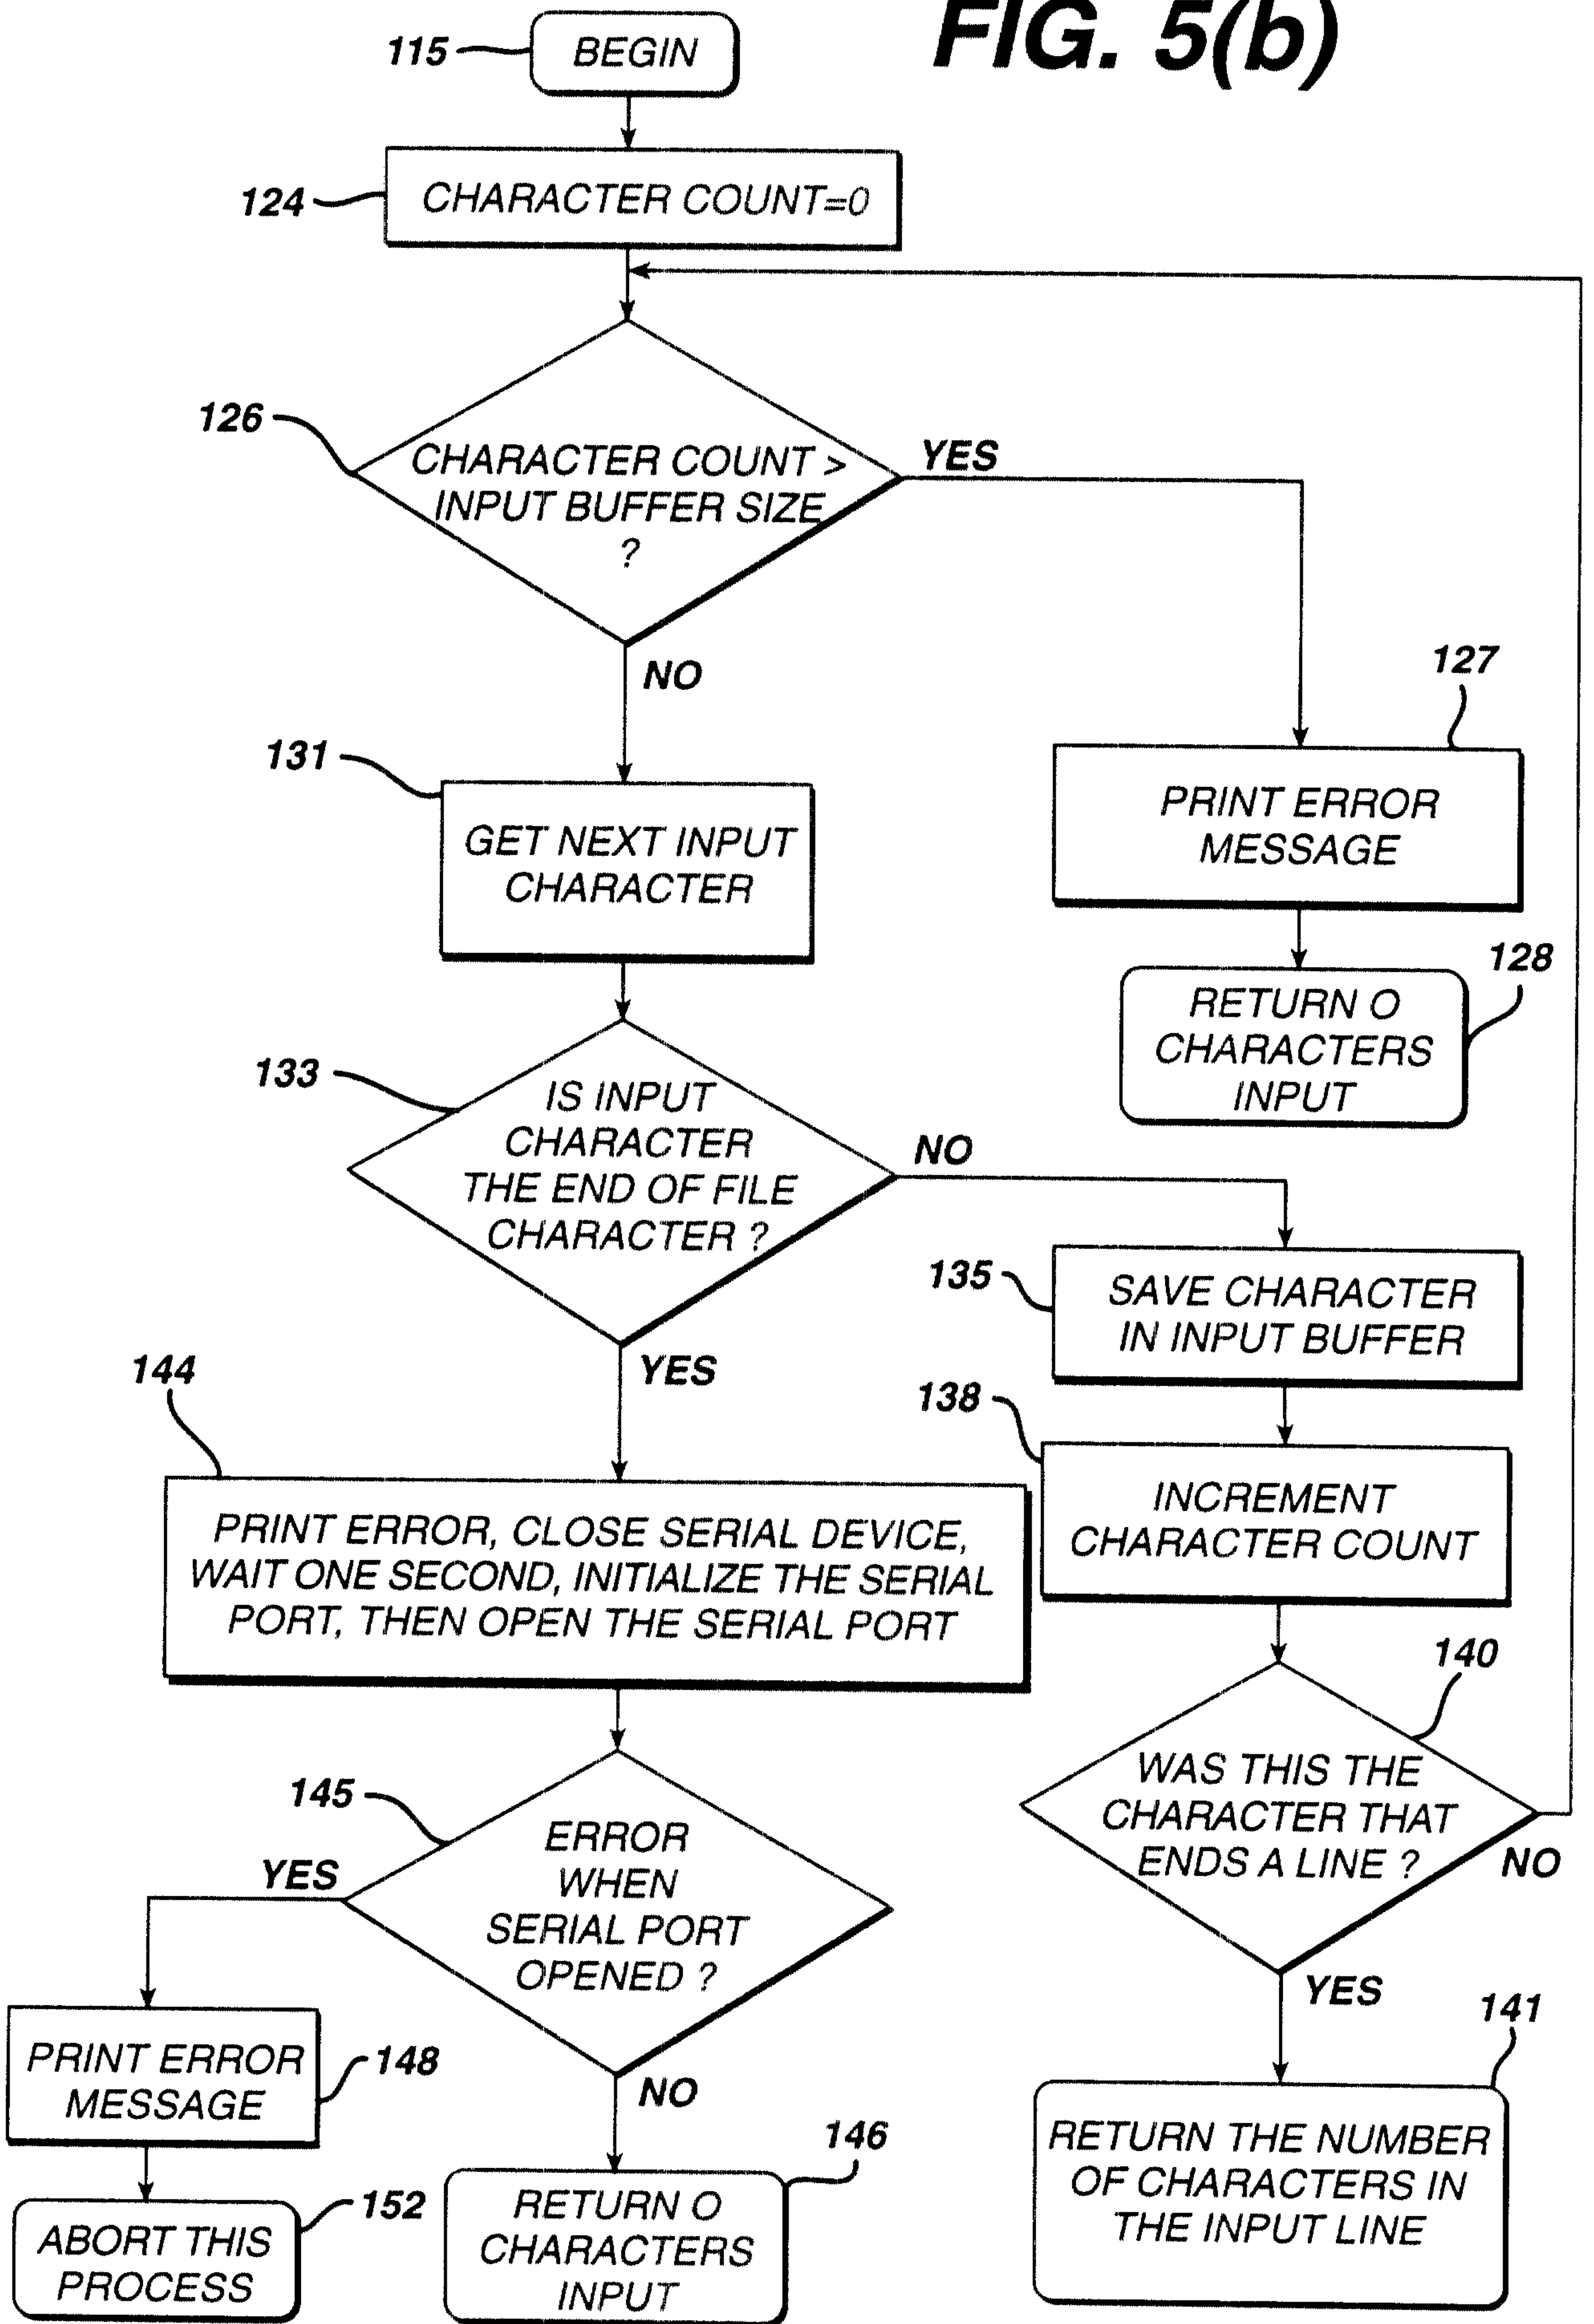 FIG. 5(b)
115
BEGIN
124
CHARACTER COUNT=0
126
CHARACTER COUNT >
INPUT BUFFER SIZE
?
YES
NO
127
PRINT ERROR
MESSAGE
128
RETURN O
CHARACTERS
INPUT
131
GET NEXT INPUT
CHARACTER
133
IS INPUT
CHARACTER
THE END OF FILE
CHARACTER ?
NO
YES
135
SAVE CHARACTER
IN INPUT BUFFER
138
INCREMENT
CHARACTER COUNT
140
WAS THIS THE
CHARACTER THAT
ENDS A LINE ?
NO
YES
141
RETURN THE NUMBER
OF CHARACTERS IN
THE INPUT LINE
144
PRINT ERROR, CLOSE SERIAL DEVICE,
WAIT ONE SECOND, INITIALIZE THE SERIAL
PORT, THEN OPEN THE SERIAL PORT
145
ERROR
WHEN
SERIAL PORT
OPENED ?
YES
NO
148
PRINT ERROR
MESSAGE
152
ABORT THIS
PROCESS
146
RETURN O
CHARACTERS
INPUT